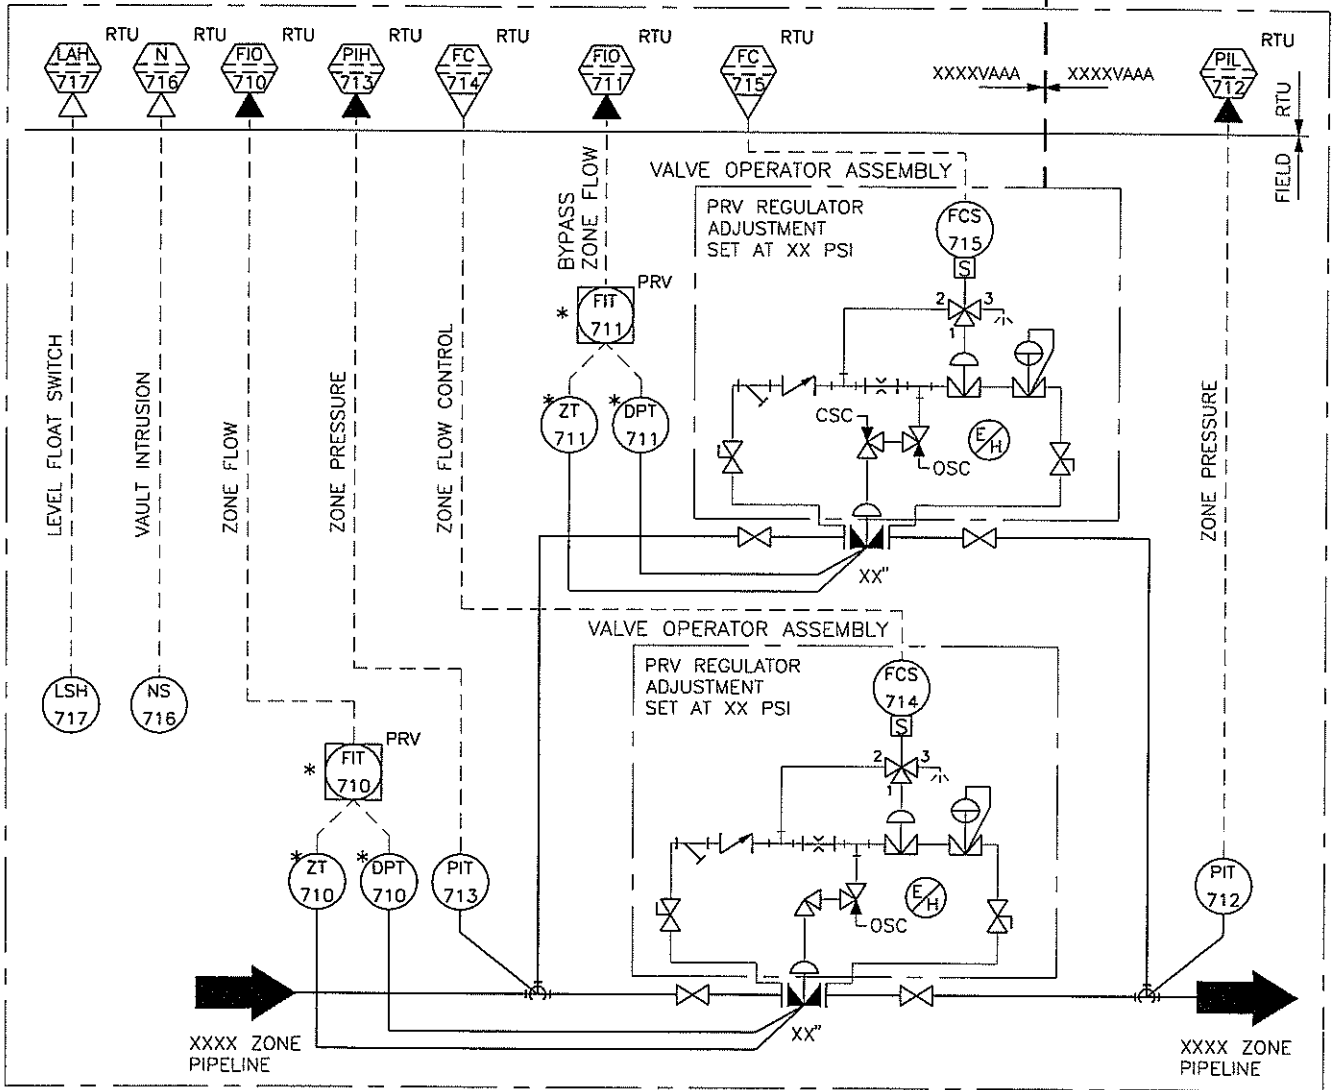 RTU RTU RTU RTU RTU RTU RTU RTU
LAH
717
N
716
FIO
710
PIH
713
FC
714
FIO
711
FC
715
PIL
712
XXXXVAAA XXXXVAAA
RTU
FIELD
VALVE OPERATOR ASSEMBLY
PRV REGULATOR
ADJUSTMENT
SET AT XX PSI
FCS
715
S
2 3
1
BYPASS
ZONE FLOW
PRV
* FIT
711
* ZT
711
* DPT
711
CSC
OSC
E/H
XX"
LEVEL FLOAT SWITCH
VAULT INTRUSION
ZONE FLOW
ZONE PRESSURE
ZONE FLOW CONTROL
ZONE PRESSURE
VALVE OPERATOR ASSEMBLY
PRV REGULATOR
ADJUSTMENT
SET AT XX PSI
FCS
714
S
2 3
1
LSH
717
NS
716
PRV
* FIT
710
* ZT
710
* DPT
710
PIT
713
OSC
E/H
PIT
712
XX"
XXXX ZONE
PIPELINE
XXXX ZONE
PIPELINE